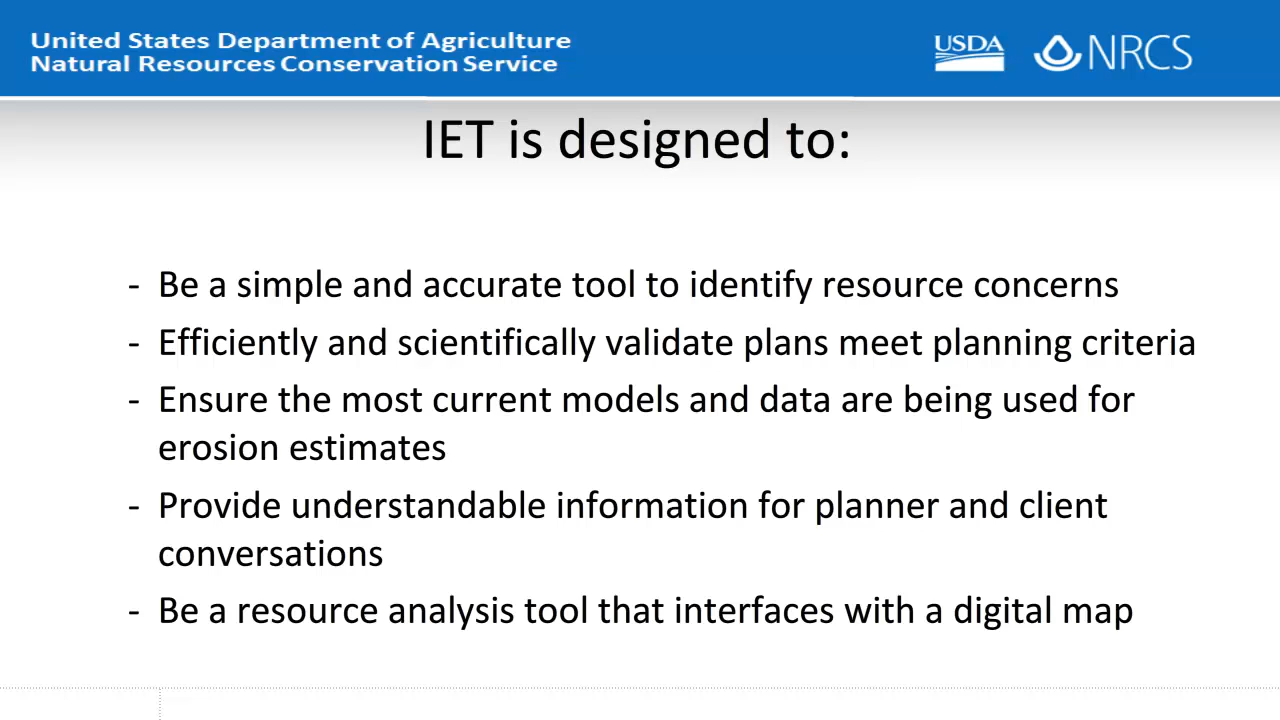 United States Department of Agriculture
Natural Resources Conservation Service
USDA
NRCS
IET is designed to:
- Be a simple and accurate tool to identify resource concerns
- Efficiently and scientifically validate plans meet planning criteria
- Ensure the most current models and data are being used for
erosion estimates
- Provide understandable information for planner and client
conversations
- Be a resource analysis tool that interfaces with a digital map